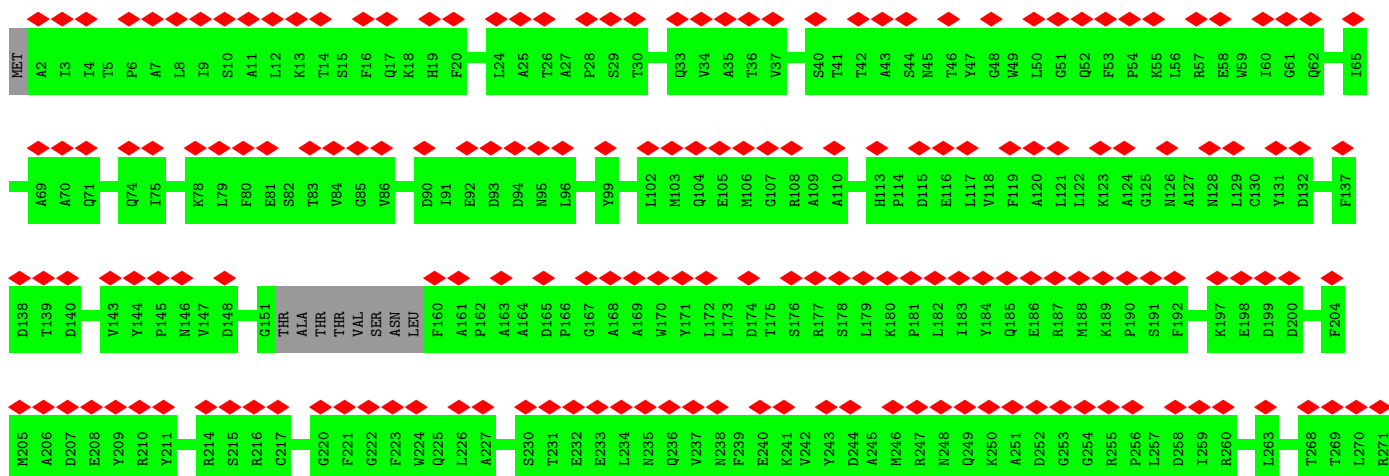 MET A2 I3 I4 T5 P6 A7 L8 I9 S10 A11 L12 K13 T14 S15 F16 Q17 K18 H19 F20 L24 A25 T26 A27 P28 S29 T30 Q33 V34 A35 T36 V37 S40 T41 T42 A43 S44 N45 T46 Y47 G48 W49 L50 G51 Q52 F53 P54 K55 L56 R57 E58 W59 I60 G61 Q62 I65
A69 A70 Q71 Q74 I75 K78 L79 F80 E81 S82 T83 V84 G85 V86 D90 I91 E92 D93 D94 N95 L96 Y99 L102 M103 Q104 E105 M106 G107 R108 A109 A110 H113 P114 D115 E116 L117 V118 F119 A120 L121 L122 K123 A124 G125 N126 A127 N128 L129 C130 Y131 D132 F137
D138 T139 D140 V143 Y144 P145 N146 V147 D148 G151 THR ALA THR THR VAL SER ASN LEU F160 A161 P162 A163 A164 D165 P166 G167 A168 A169 W170 Y171 L172 L173 D174 T175 S176 R177 S178 L179 K180 P181 L182 I183 Y184 Q185 E186 R187 M188 K189 P190 S191 F192 K197 E198 D199 D200 F204
M205 A206 D207 E208 Y209 R210 Y211 R214 S215 R216 C217 G220 F221 G222 F223 W224 Q225 L226 A227 S230 T231 E232 E233 L234 N235 Q236 V237 N238 F239 E240 K241 V242 Y243 D244 A245 M246 R247 N248 Q249 K250 A251 D252 G253 G254 R255 P256 L257 D258 I259 R260 L263 T268 T269 L270 R271